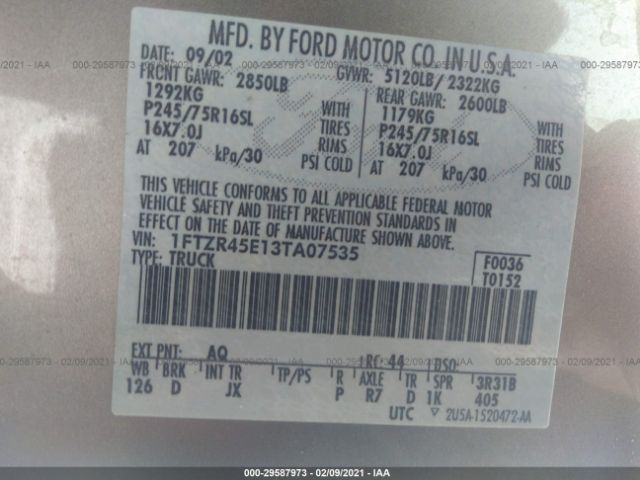 MFD. BY FORD MOTOR CO. IN U.S.A.
DATE: 09/02 GVWR: 5120LB/ 2322KG
FRONT GAWR: 2850LB REAR GAWR: 2600LB
1292KG WITH 1179KG WITH
P245/75R16SL TIRES P245/75R16SL TIRES
16X7.0J RIMS 16X7.0J RIMS
AT 207 kPa/30 PSI COLD AT 207 kPa/30 PSI COLD
THIS VEHICLE CONFORMS TO ALL APPLICABLE FEDERAL MOTOR
VEHICLE SAFETY AND THEFT PREVENTION STANDARDS IN
EFFECT ON THE DATE OF MANUFACTURE SHOWN ABOVE.
VIN: 1FTZR45E13TA07535 F0036
TYPE: TRUCK T0152
EXT PNT: AQ RC: 44 DSO:
WB BRK INT TR TP/PS R AXLE TR SPR 3R31B
126 D JX P R7 D 1K 405
UTC ▽ 2U5A-1520472-AA
000-29587973 - 02/09/2021 - IAA